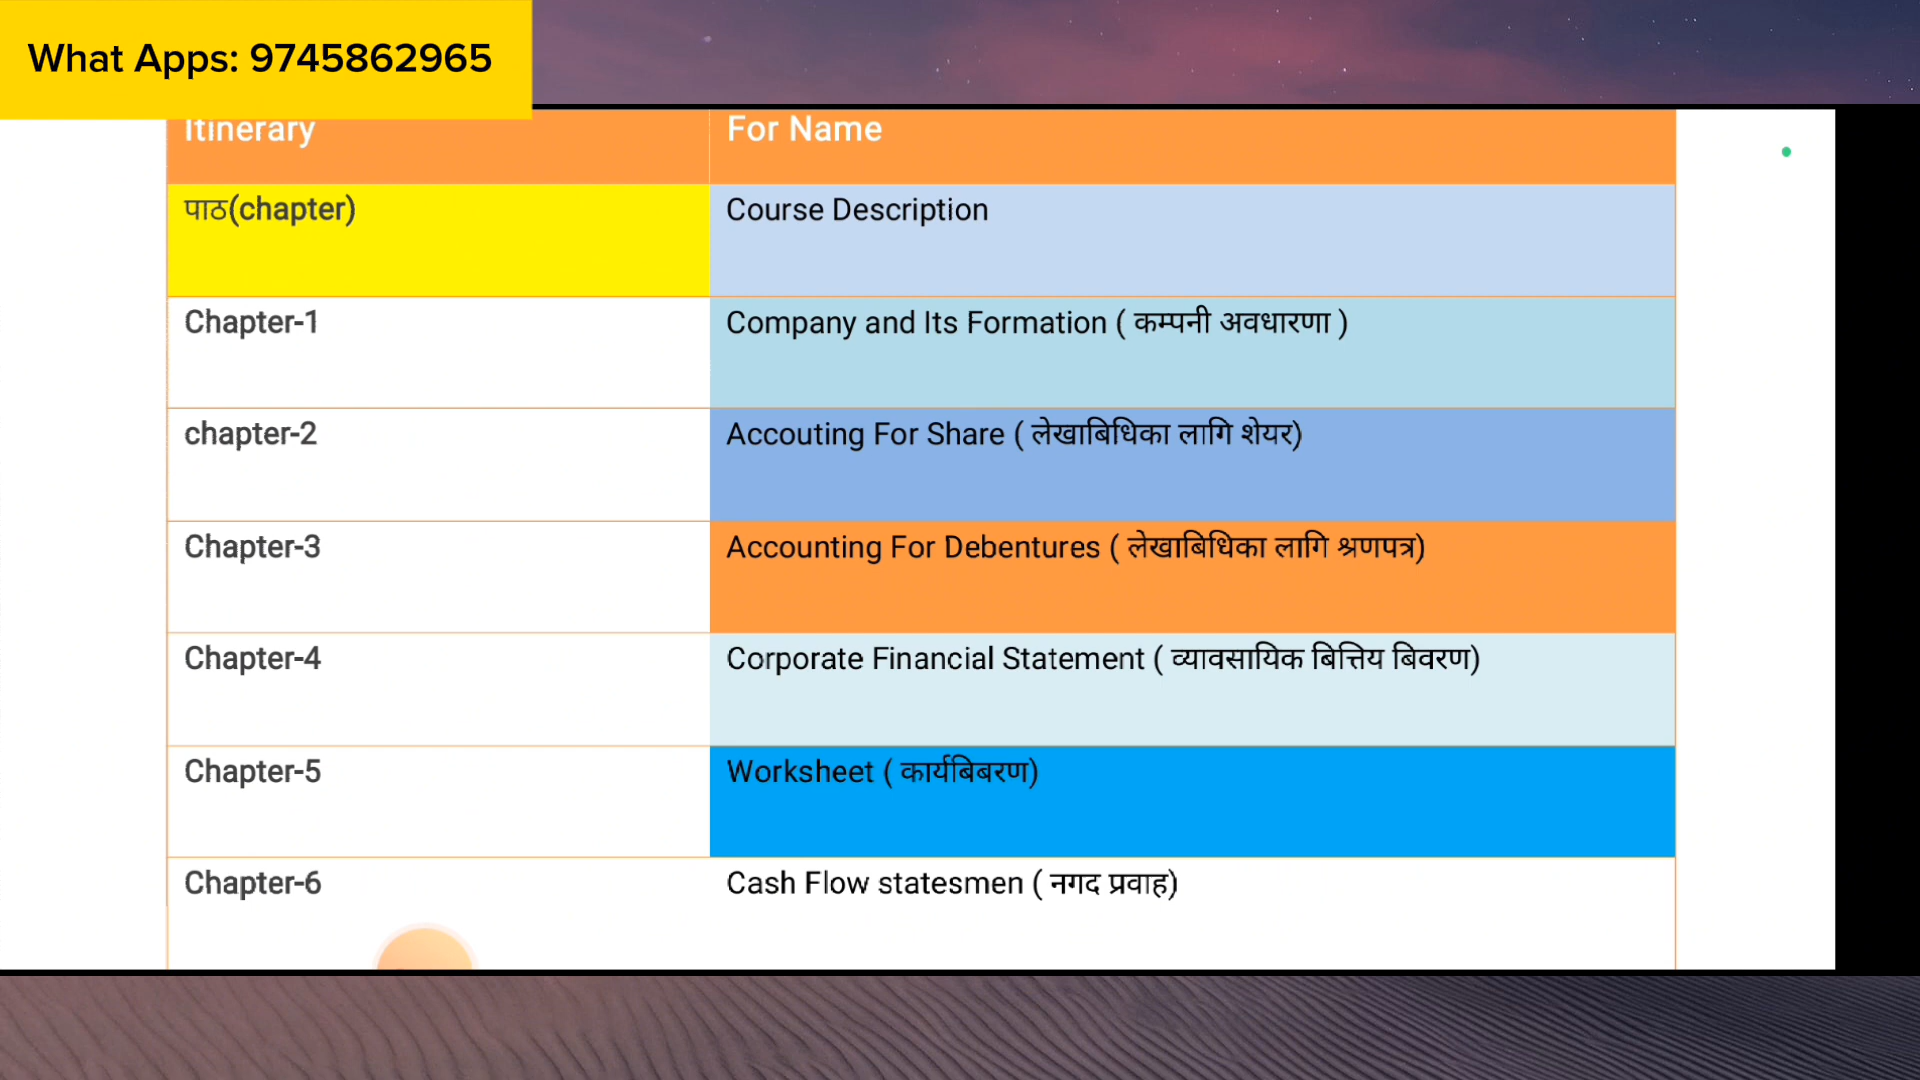 What Apps: 9745862965
Itinerary For Name
पाठ(chapter) Course Description
Chapter-1 Company and Its Formation ( कम्पनी अवधारणा )
chapter-2 Accouting For Share ( लेखाबिधिका लागि शेयर)
Chapter-3 Accounting For Debentures ( लेखाबिधिका लागि श्रणपत्र)
Chapter-4 Corporate Financial Statement ( व्यावसायिक बित्तिय बिवरण)
Chapter-5 Worksheet ( कार्यबिबरण)
Chapter-6 Cash Flow statesmen ( नगद प्रवाह)